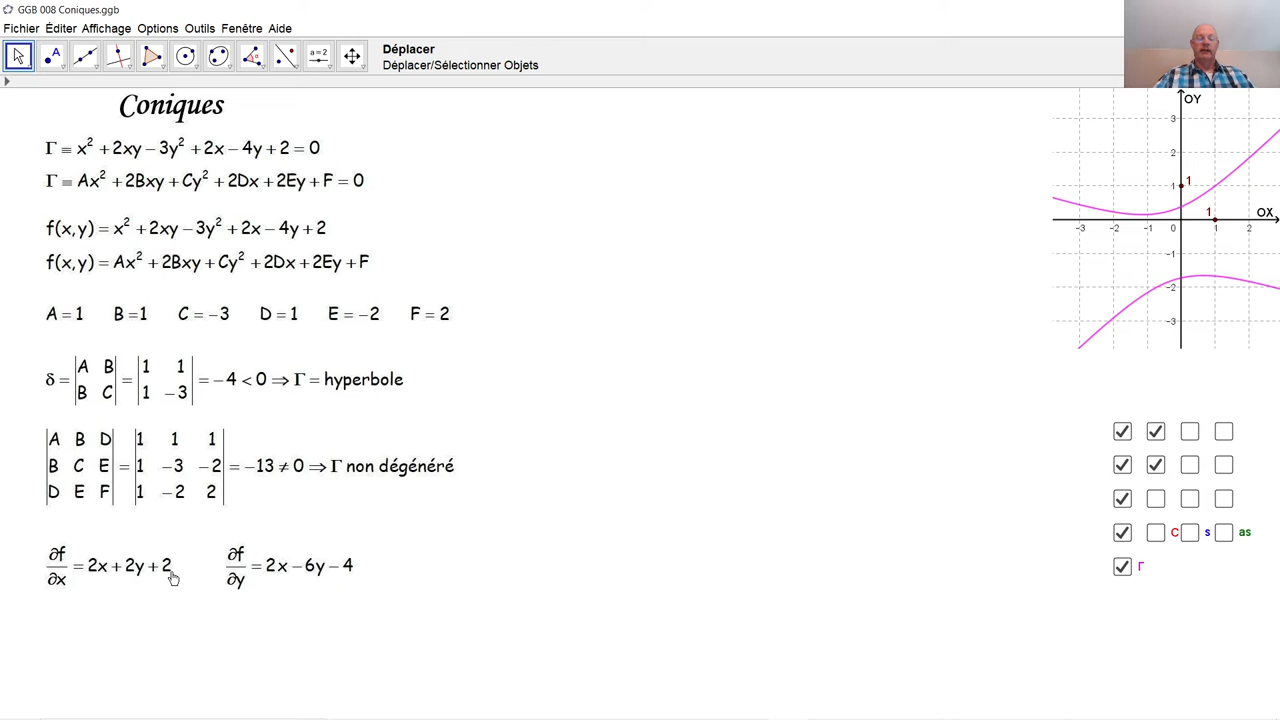 GGB 008 Coniques.ggb
Fichier Éditer Affichage Options Outils Fenêtre Aide
A a=2 Déplacer
Déplacer/Sélectionner Objets
Coniques
Γ ≡ x² + 2xy − 3y² + 2x − 4y + 2 = 0
Γ ≡ Ax² + 2Bxy + Cy² + 2Dx + 2Ey + F = 0
f(x,y) = x² + 2xy − 3y² + 2x − 4y + 2
f(x,y) = Ax² + 2Bxy + Cy² + 2Dx + 2Ey + F
A = 1 B = 1 C = −3 D = 1 E = −2 F = 2
δ = |A B; B C| = |1 1; 1 −3| = −4 < 0 ⇒ Γ = hyperbole
|A B D; B C E; D E F| = |1 1 1; 1 −3 −2; 1 −2 2| = −13 ≠ 0 ⇒ Γ non dégénéré
∂f/∂x = 2x + 2y + 2 ∂f/∂y = 2x − 6y − 4
OY
3
2
1 1
1 OX
−3 −2 −1 0 1 2
−1
−2
−3
C s as
Γ